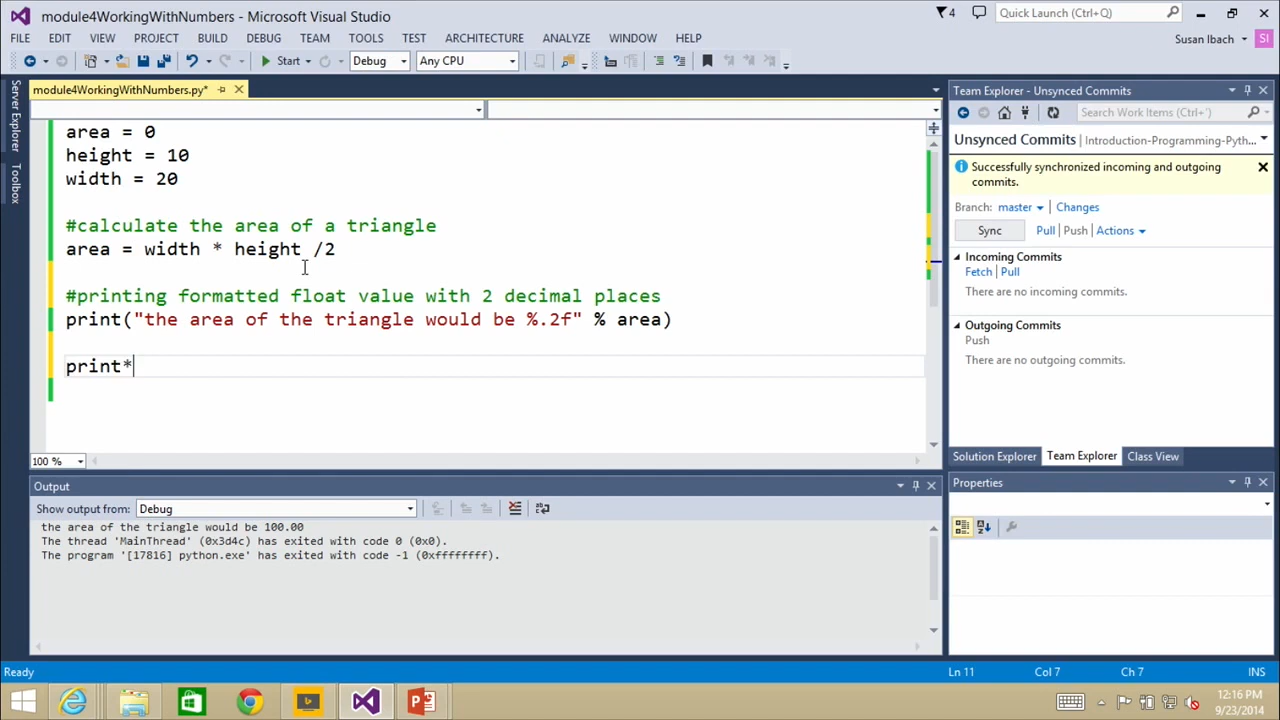 module4WorkingWithNumbers - Microsoft Visual Studio
4
Quick Launch (Ctrl+Q)
FILE EDIT VIEW PROJECT BUILD DEBUG TEAM TOOLS TEST ARCHITECTURE ANALYZE WINDOW HELP
Susan Ibach SI
Start Debug Any CPU
Server Explorer
Toolbox
module4WorkingWithNumbers.py*
area = 0
height = 10
width = 20
#calculate the area of a triangle
area = width * height /2
#printing formatted float value with 2 decimal places
print("the area of the triangle would be %.2f" % area)
print*
100 %
Output
Show output from: Debug
the area of the triangle would be 100.00
The thread 'MainThread' (0x3d4c) has exited with code 0 (0x0).
The program '[17816] python.exe' has exited with code -1 (0xffffffff).
Team Explorer - Unsynced Commits
Search Work Items (Ctrl+')
Unsynced Commits | Introduction-Programming-Pyth...
Successfully synchronized incoming and outgoing
commits.
Branch: master | Changes
Sync Pull | Push | Actions
Incoming Commits
Fetch | Pull
There are no incoming commits.
Outgoing Commits
Push
There are no outgoing commits.
Solution Explorer Team Explorer Class View
Properties
Ready Ln 11 Col 7 Ch 7 INS
12:16 PM
9/23/2014